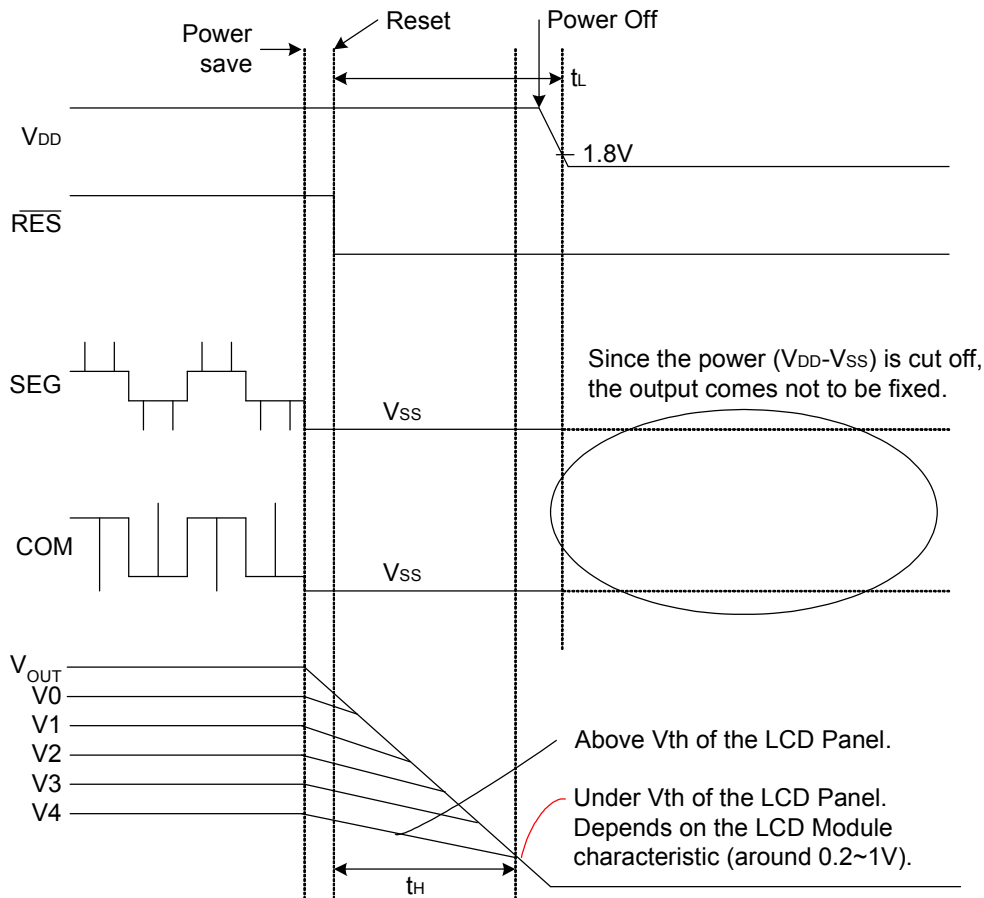 Power
save
Reset
Power Off
tL
VDD
1.8V
RES
SEG
VSS
Since the power (VDD-VSS) is cut off,
the output comes not to be fixed.
COM
VSS
VOUT
V0
V1
V2
V3
V4
Above Vth of the LCD Panel.
Under Vth of the LCD Panel.
Depends on the LCD Module
characteristic (around 0.2~1V).
tH